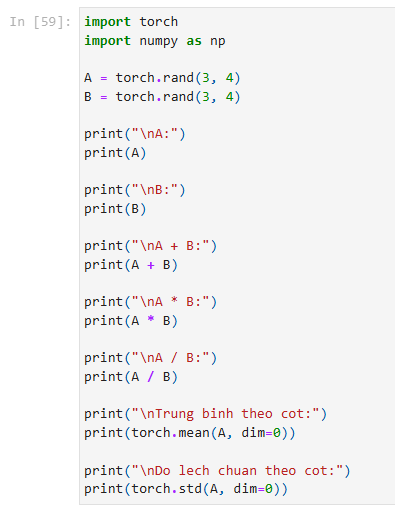 In [59]: import torch
import numpy as np
A = torch.rand(3, 4)
B = torch.rand(3, 4)
print("\nA:")
print(A)
print("\nB:")
print(B)
print("\nA + B:")
print(A + B)
print("\nA * B:")
print(A * B)
print("\nA / B:")
print(A / B)
print("\nTrung binh theo cot:")
print(torch.mean(A, dim=0))
print("\nDo lech chuan theo cot:")
print(torch.std(A, dim=0))